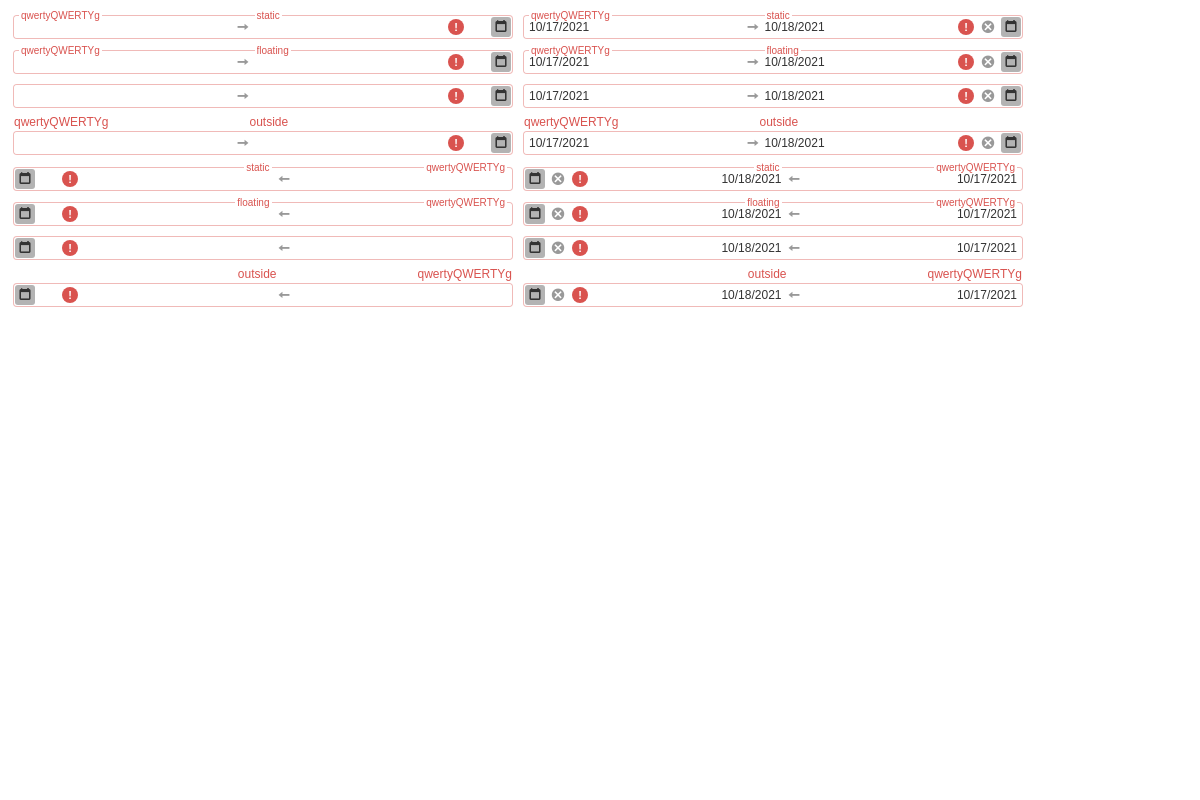 qwertyQWERTYg static qwertyQWERTYg static
10/17/2021 10/18/2021
qwertyQWERTYg floating qwertyQWERTYg floating
10/17/2021 10/18/2021
10/17/2021 10/18/2021
qwertyQWERTYg outside qwertyQWERTYg outside
10/17/2021 10/18/2021
static qwertyQWERTYg static qwertyQWERTYg
10/18/2021 10/17/2021
floating qwertyQWERTYg floating qwertyQWERTYg
10/18/2021 10/17/2021
10/18/2021 10/17/2021
outside qwertyQWERTYg outside qwertyQWERTYg
10/18/2021 10/17/2021